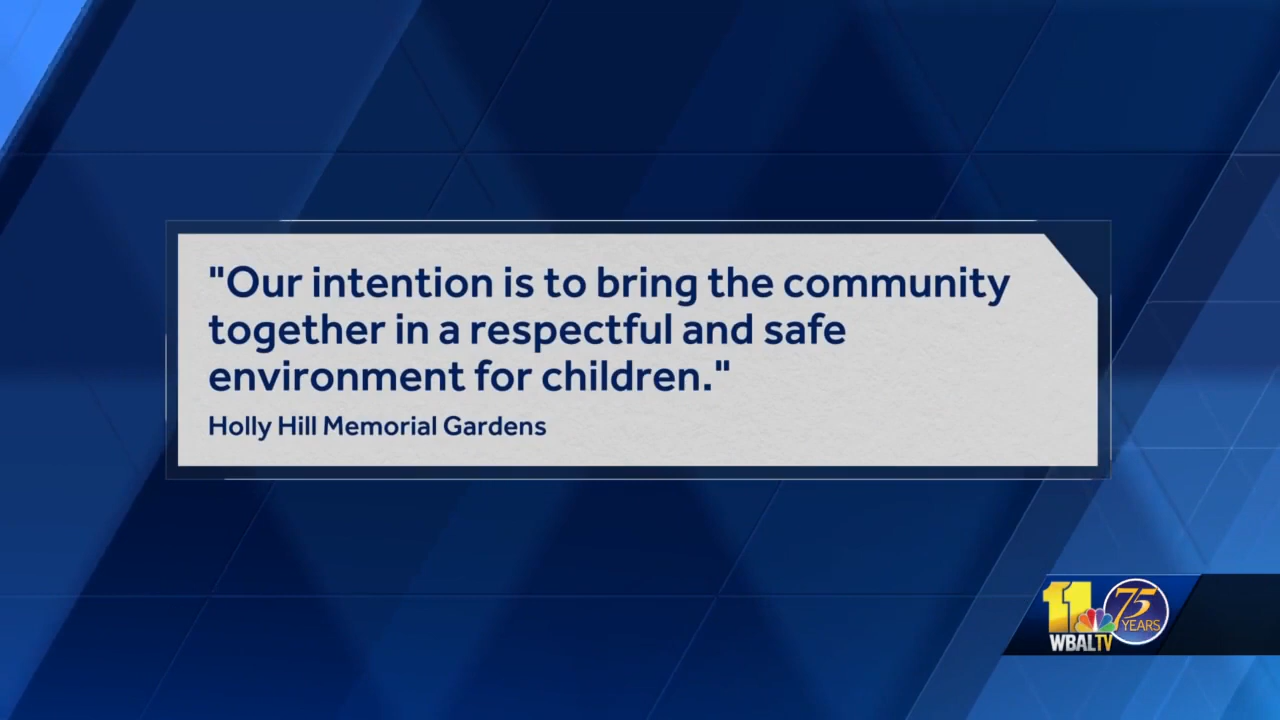 "Our intention is to bring the community
together in a respectful and safe
environment for children."
Holly Hill Memorial Gardens
11
75
YEARS
WBALTV